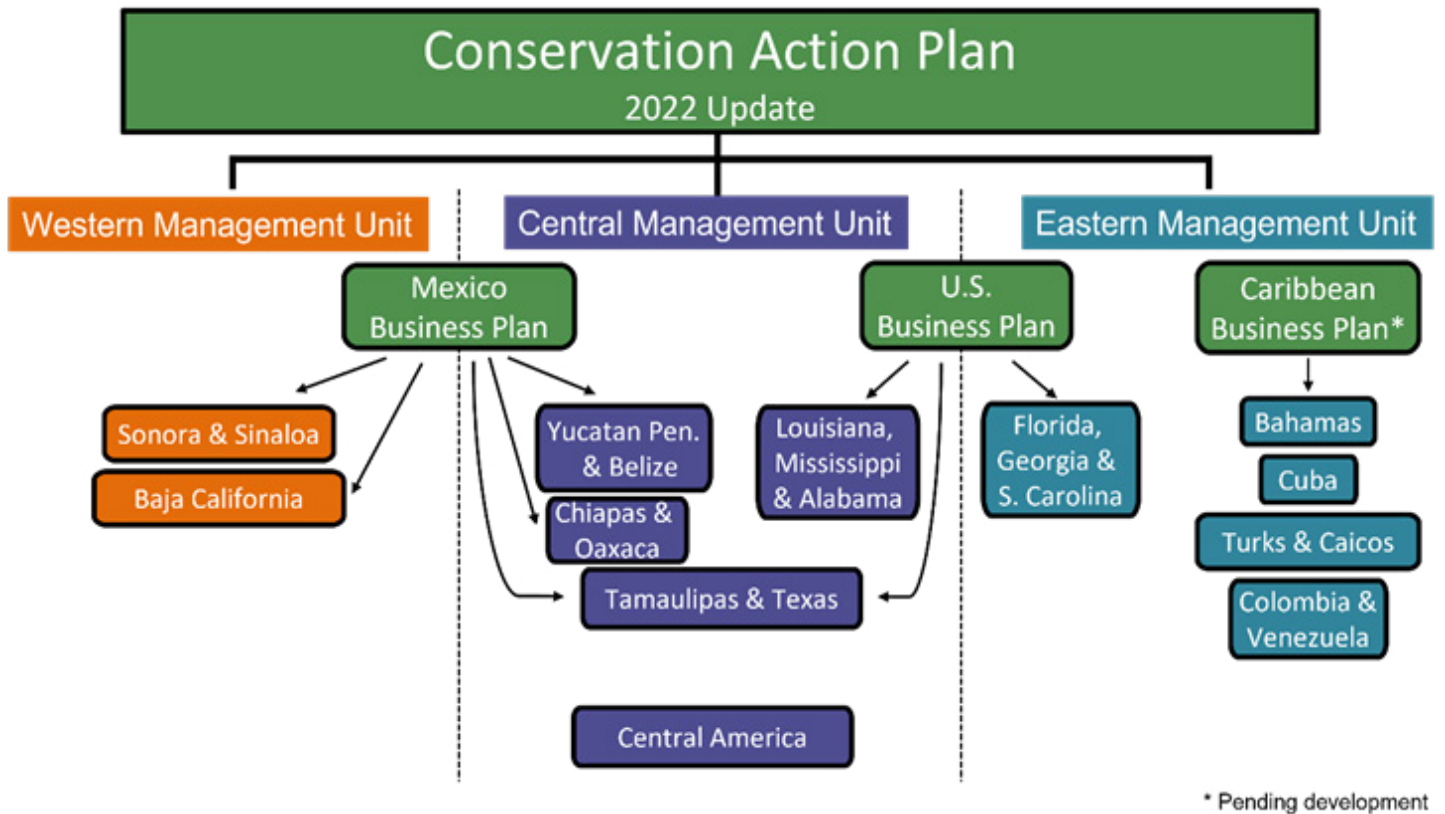 Conservation Action Plan
2022 Update
Western Management Unit
Central Management Unit
Eastern Management Unit
Mexico
Business Plan
U.S.
Business Plan
Caribbean
Business Plan*
Sonora & Sinaloa
Baja California
Yucatan Pen.
& Belize
Chiapas &
Oaxaca
Tamaulipas & Texas
Central America
Louisiana,
Mississippi
& Alabama
Florida,
Georgia &
S. Carolina
Bahamas
Cuba
Turks & Caicos
Colombia &
Venezuela
* Pending development